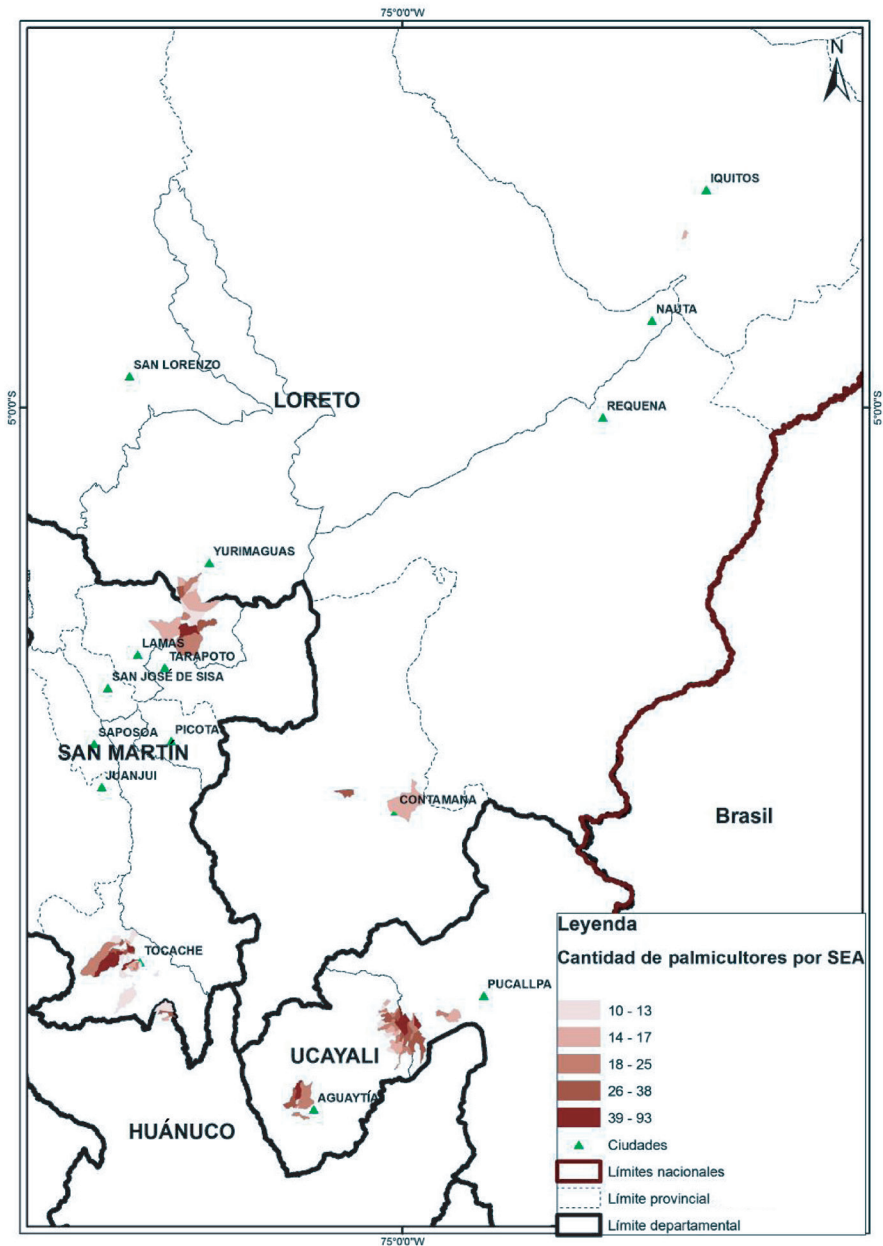 75°0'0"W
N
IQUITOS
NAUTA
SAN LORENZO
LORETO
5°0'0"S
5°0'0"S
REQUENA
YURIMAGUAS
LAMAS
TARAPOTO
SAN JOSÉ DE SISA
SAPOSOA
PICOTA
SAN MARTÍN
JUANJUI
CONTAMANA
Brasil
TOCACHE
PUCALLPA
UCAYALI
AGUAYTÍA
HUÁNUCO
Leyenda
Cantidad de palmicultores por SEA
10 - 13
14 - 17
18 - 25
26 - 38
39 - 93
Ciudades
Límites nacionales
Límite provincial
Límite departamental
75°0'0"W